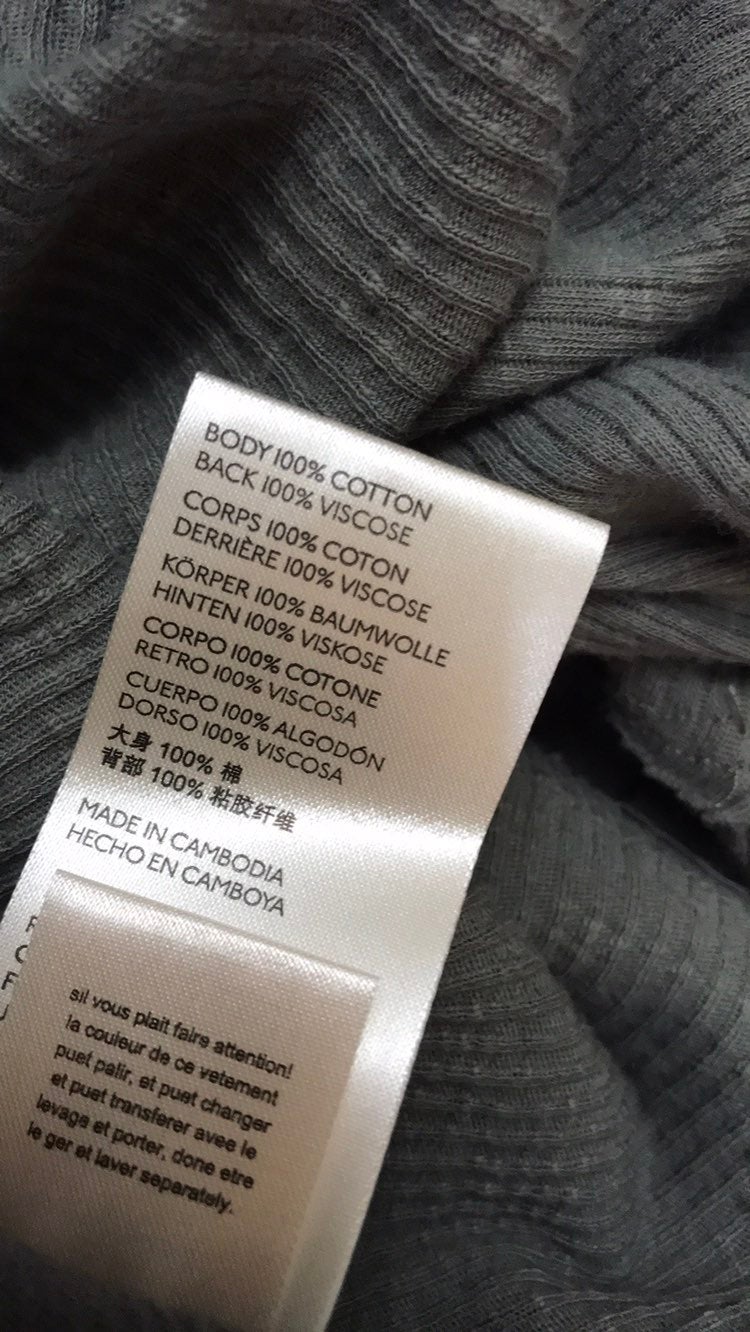 BODY 100% COTTON
BACK 100% VISCOSE
CORPS 100% COTON
DERRIÈRE 100% VISCOSE
KÖRPER 100% BAUMWOLLE
HINTEN 100% VISKOSE
CORPO 100% COTONE
RETRO 100% VISCOSA
CUERPO 100% ALGODÓN
DORSO 100% VISCOSA
大身 100% 棉
背部 100% 粘胶纤维
MADE IN CAMBODIA
HECHO EN CAMBOYA
sil vous plait faire attention!
la couleur de ce vetement
puet palir, et puet changer
et puet transferer avec le
levage et porter, done etre
le ger et laver separately.